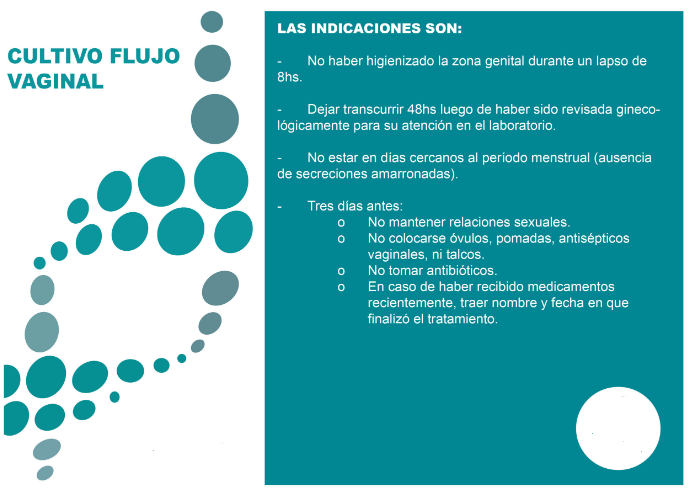 CULTIVO FLUJO
VAGINAL
LAS INDICACIONES SON:
- No haber higienizado la zona genital durante un lapso de
8hs.
- Dejar transcurrir 48hs luego de haber sido revisada gineco-
lógicamente para su atención en el laboratorio.
- No estar en días cercanos al periodo menstrual (ausencia
de secreciones amarronadas).
- Tres días antes:
o No mantener relaciones sexuales.
o No colocarse óvulos, pomadas, antisépticos
vaginales, ni talcos.
o No tomar antibióticos.
o En caso de haber recibido medicamentos
recientemente, traer nombre y fecha en que
finalizó el tratamiento.